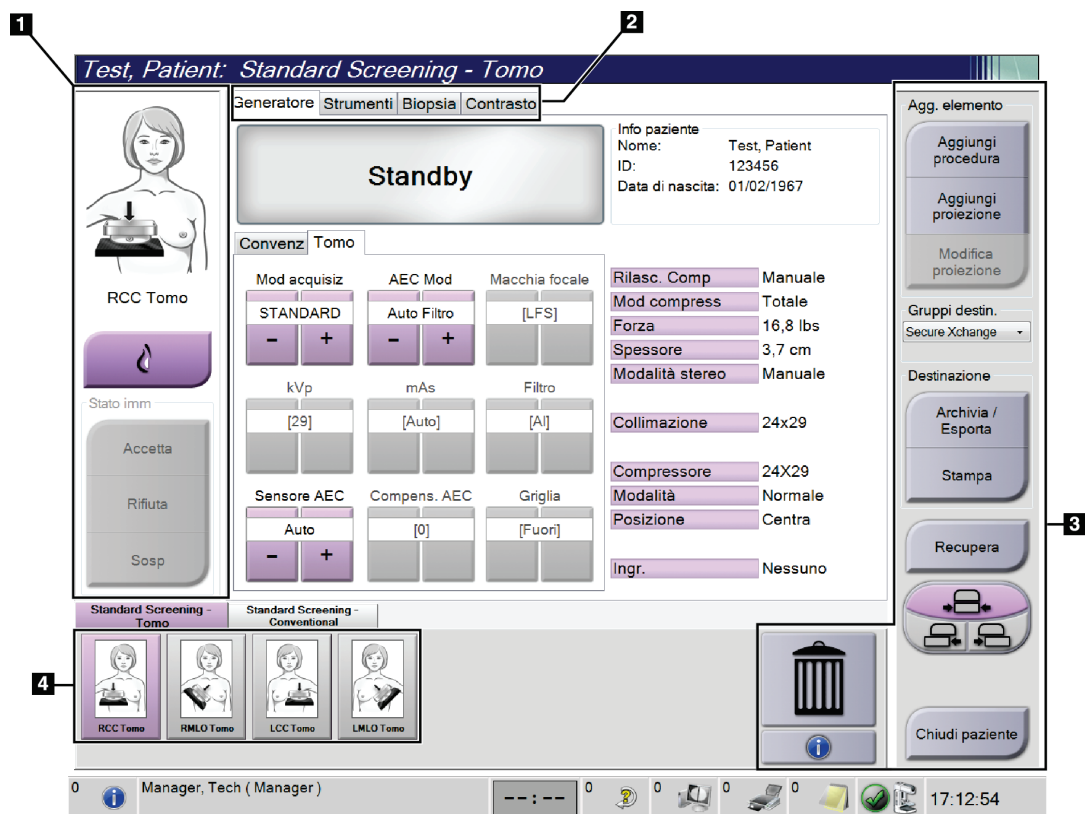 1
2
Test, Patient: Standard Screening - Tomo
Generatore Strumenti Biopsia Contrasto
Standby
Info paziente
Nome: Test, Patient
ID: 123456
Data di nascita: 01/02/1967
RCC Tomo
Stato imm
Accetta
Rifiuta
Sosp
Convenz Tomo
Mod acquisiz AEC Mod Macchia focale
STANDARD Auto Filtro [LFS]
- + - +
kVp mAs Filtro
[29] [Auto] [Al]
Sensore AEC Compens. AEC Griglia
Auto [0] [Fuori]
- +
Rilasc. Comp Manuale
Mod compress Totale
Forza 16,8 lbs
Spessore 3,7 cm
Modalità stereo Manuale
Collimazione 24x29
Compressore 24X29
Modalità Normale
Posizione Centra
Ingr. Nessuno
Agg. elemento
Aggiungi
procedura
Aggiungi
proiezione
Modifica
proiezione
Gruppi destin.
Secure Xchange
Destinazione
Archivia /
Esporta
Stampa
3
Recupera
Chiudi paziente
Standard Screening -
Tomo
Standard Screening -
Conventional
4
RCC Tomo RMLO Tomo LCC Tomo LMLO Tomo
i
0 i Manager, Tech ( Manager ) --:-- 0 ? 0 0 0 17:12:54